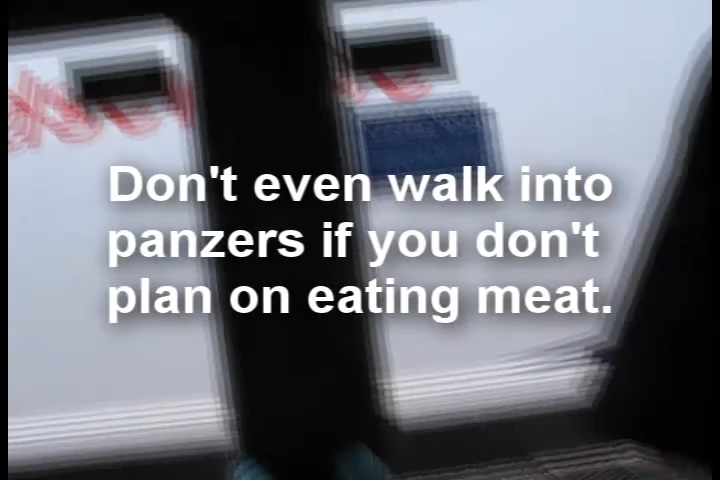 Don't even walk into
panzers if you don't
plan on eating meat.